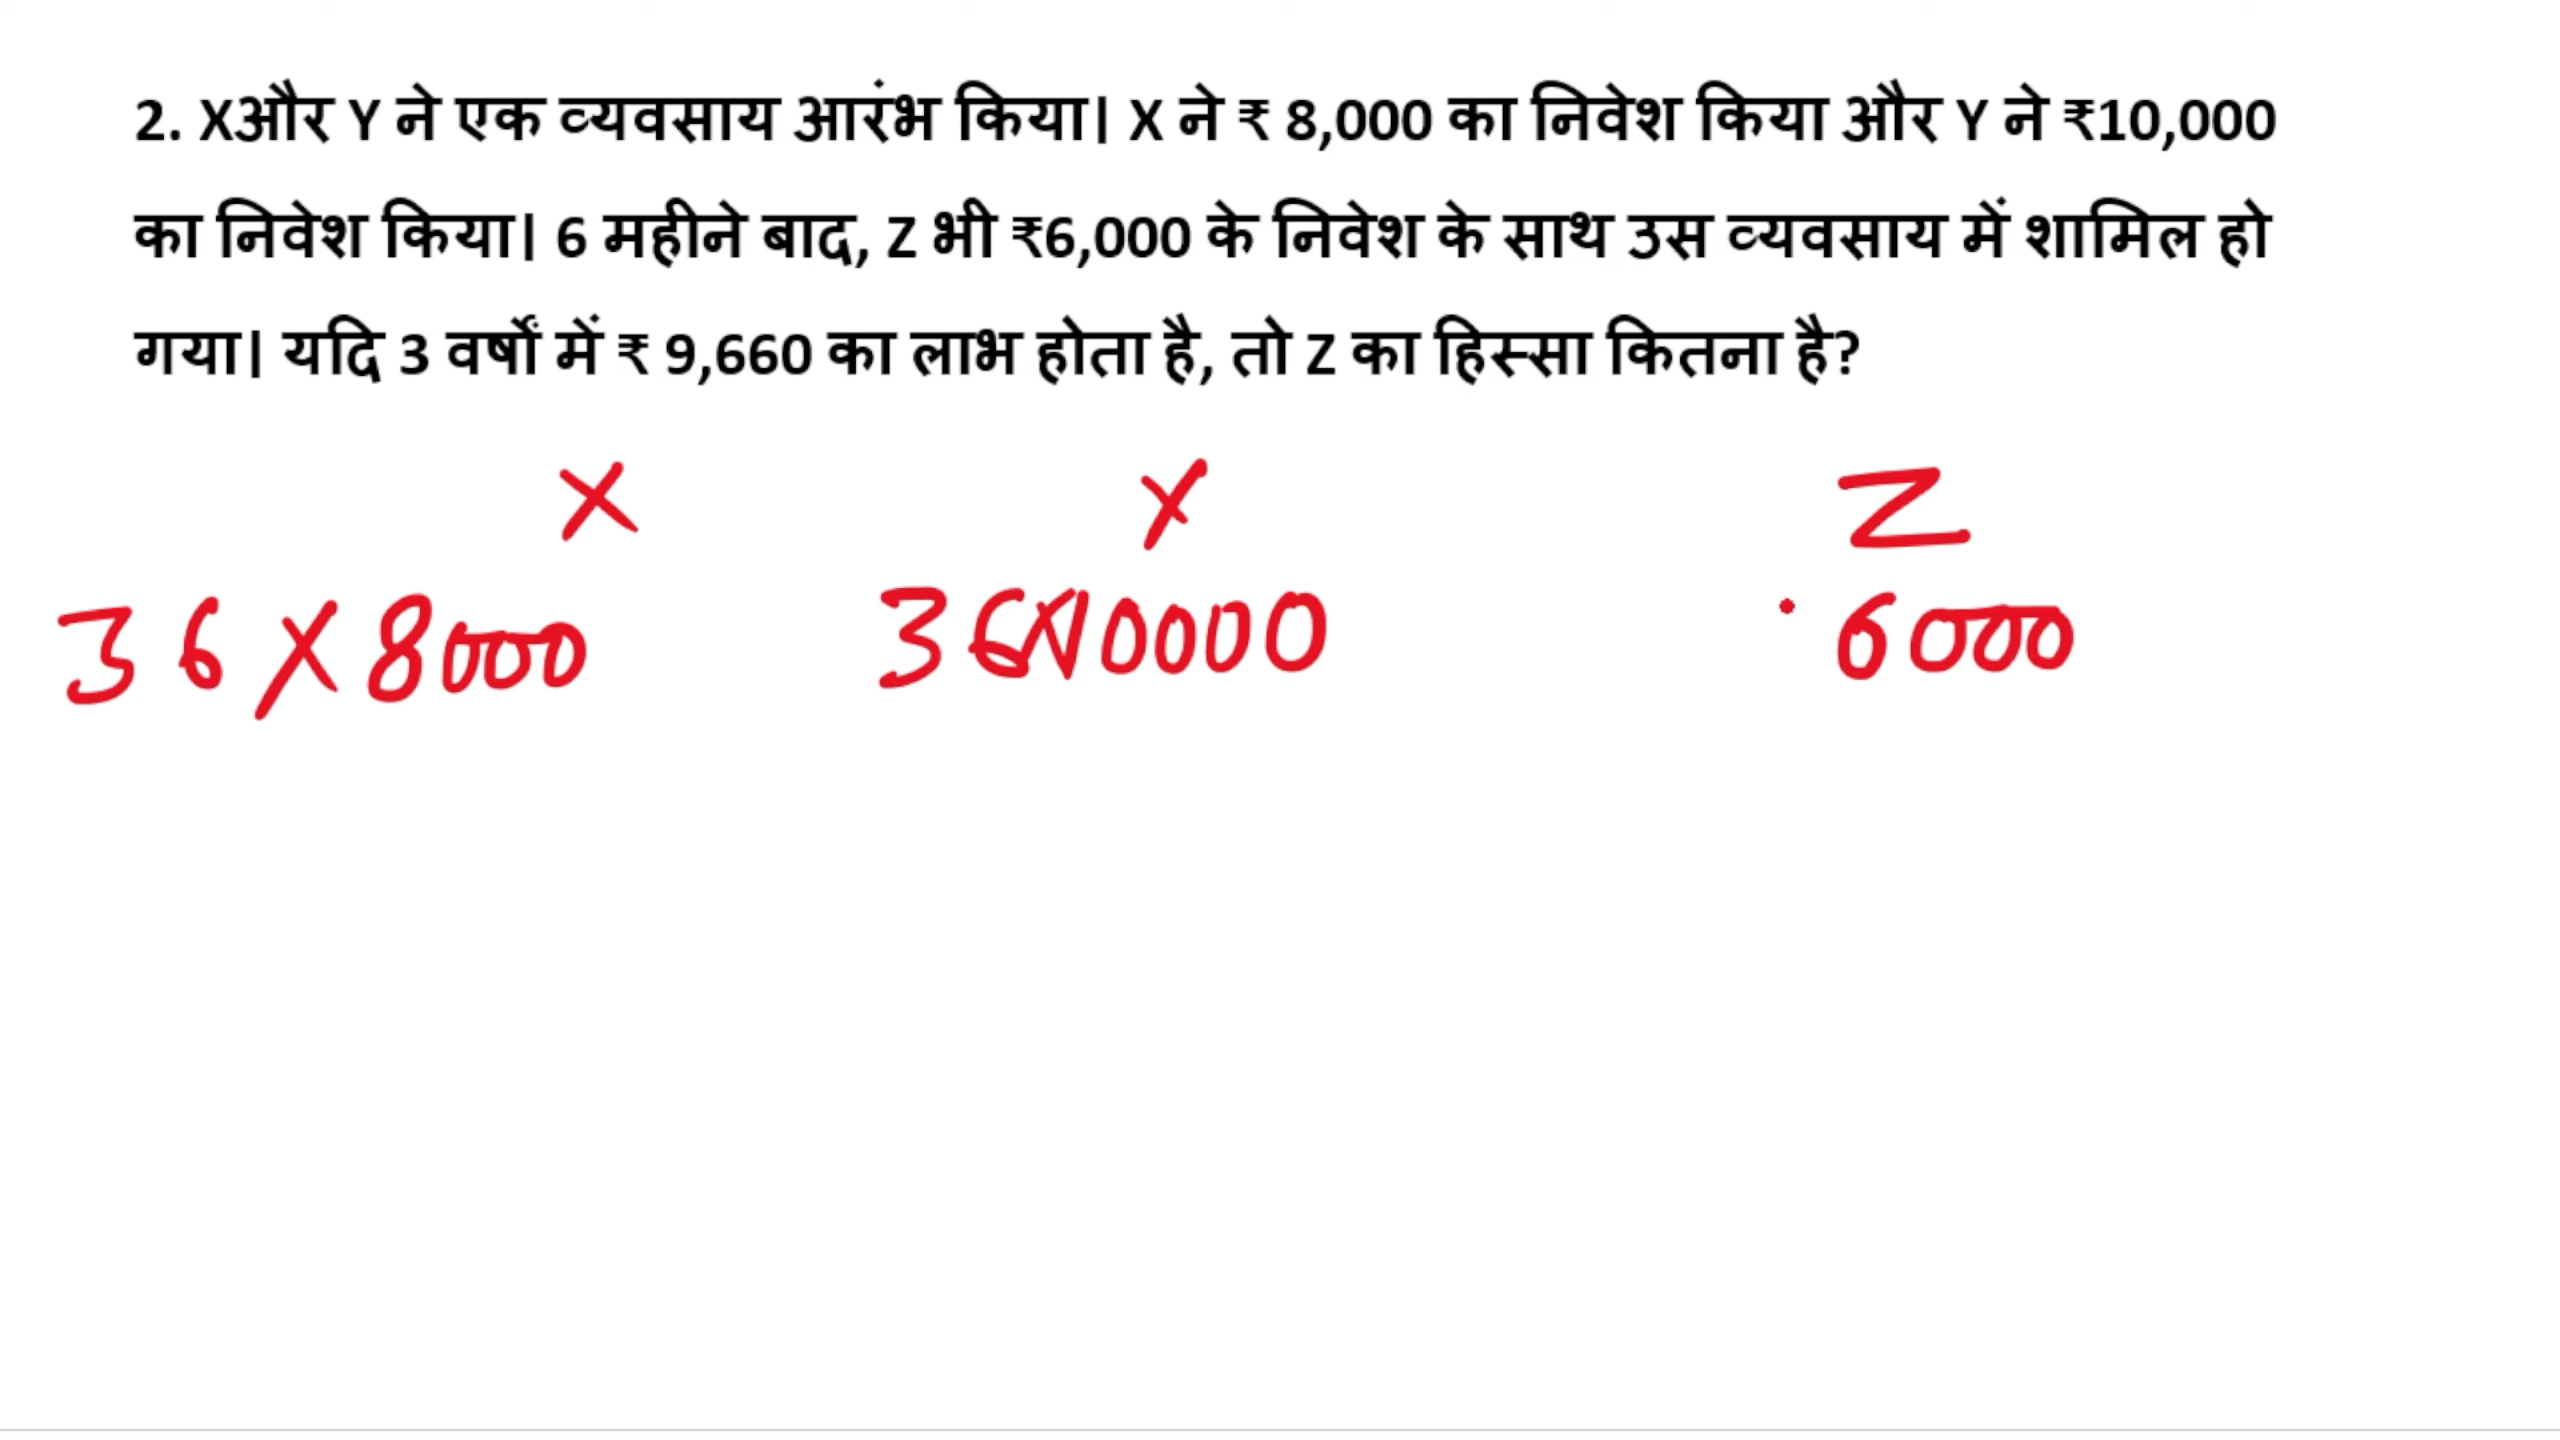 2. Xऔर Y ने एक व्यवसाय आरंभ किया। X ने ₹ 8,000 का निवेश किया और Y ने ₹10,000
का निवेश किया। 6 महीने बाद, Z भी ₹6,000 के निवेश के साथ उस व्यवसाय में शामिल हो
गया। यदि 3 वर्षों में ₹ 9,660 का लाभ होता है, तो Z का हिस्सा कितना है?
X Y Z
36 X 8000 36X10000 6000